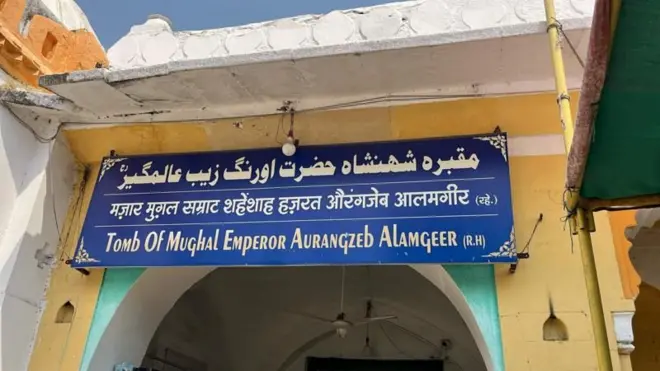 مقبرہ شهنشاہ حضرت اورنگ زیب عالمگیرؒ
मज़ार मुग़ल सम्राट शहेंशाह हज़रत औरंगजेब आलमगीर (रहे.)
TOMB OF MUGHAL EMPEROR AURANGZEB ALAMGEER (R.H)